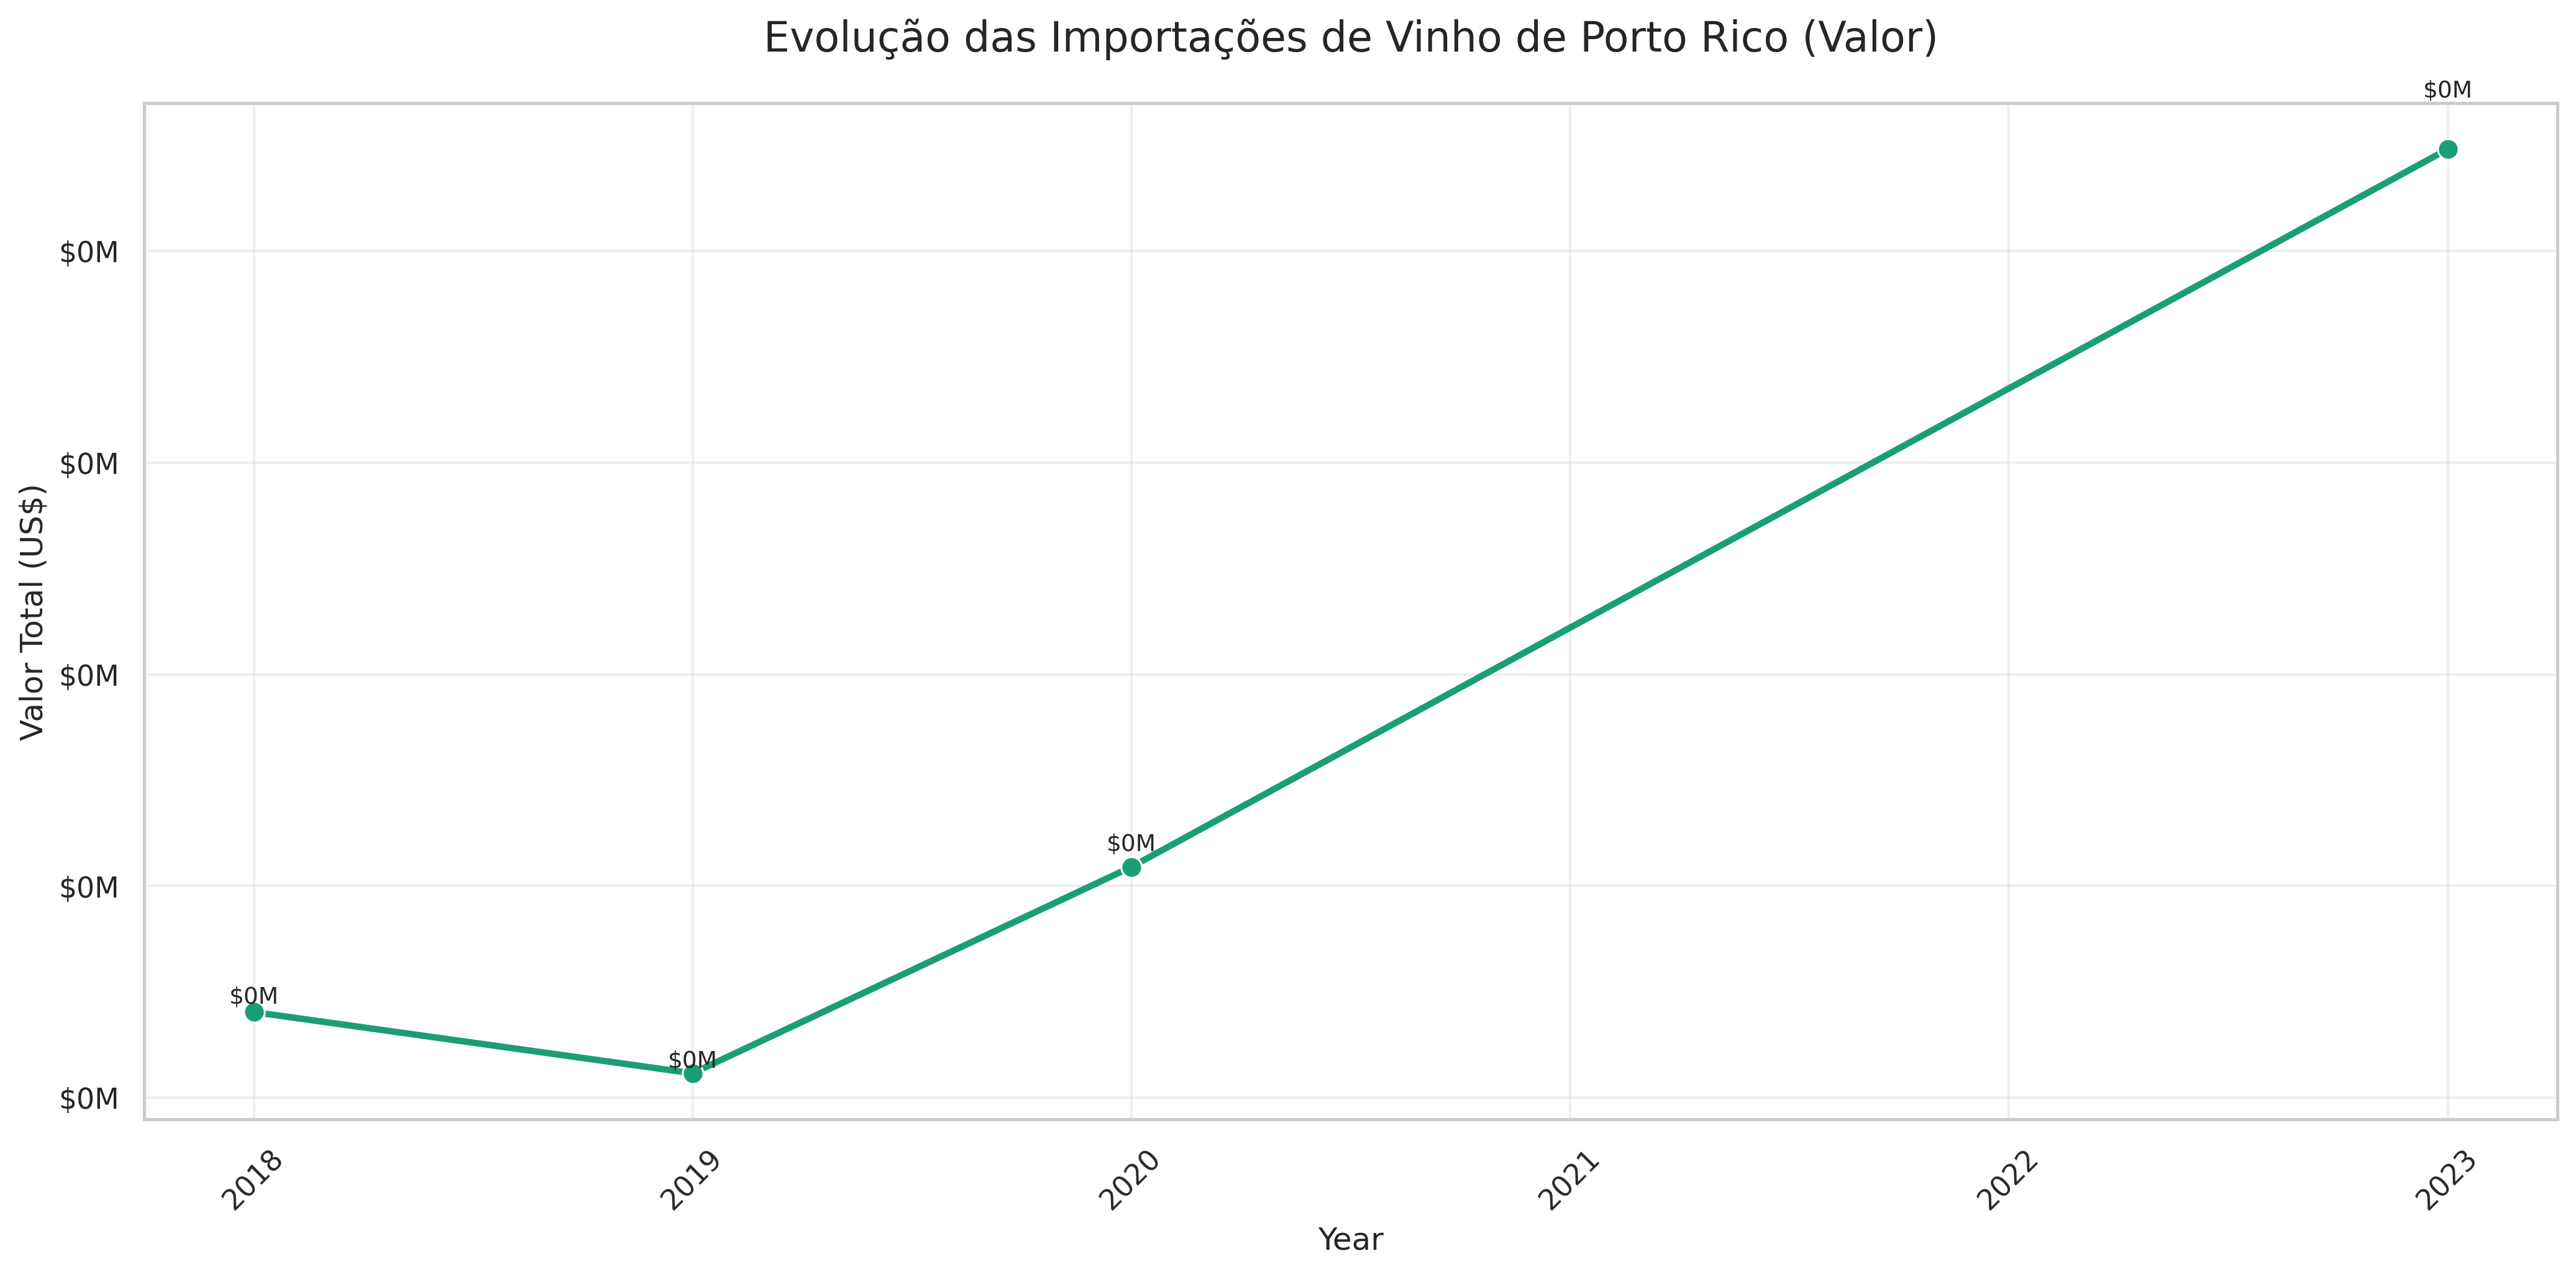 Evolução das Importações de Vinho de Porto Rico (Valor)
$0M
$0M
$0M
$0M
$0M
$0M
$0M
$0M
$0M
Valor Total (US$)
2018
2019
2020
2021
2022
2023
Year